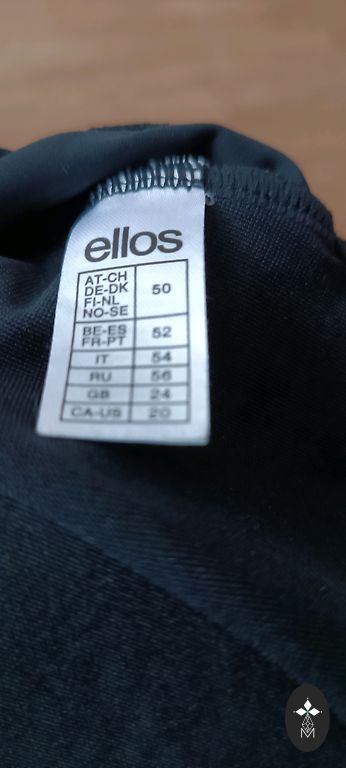 ellos
AT-CH
DE-DK
FI-NL
NO-SE
50
BE-ES
FR-PT
52
IT 54
RU 56
GB 24
CA-US 20
M